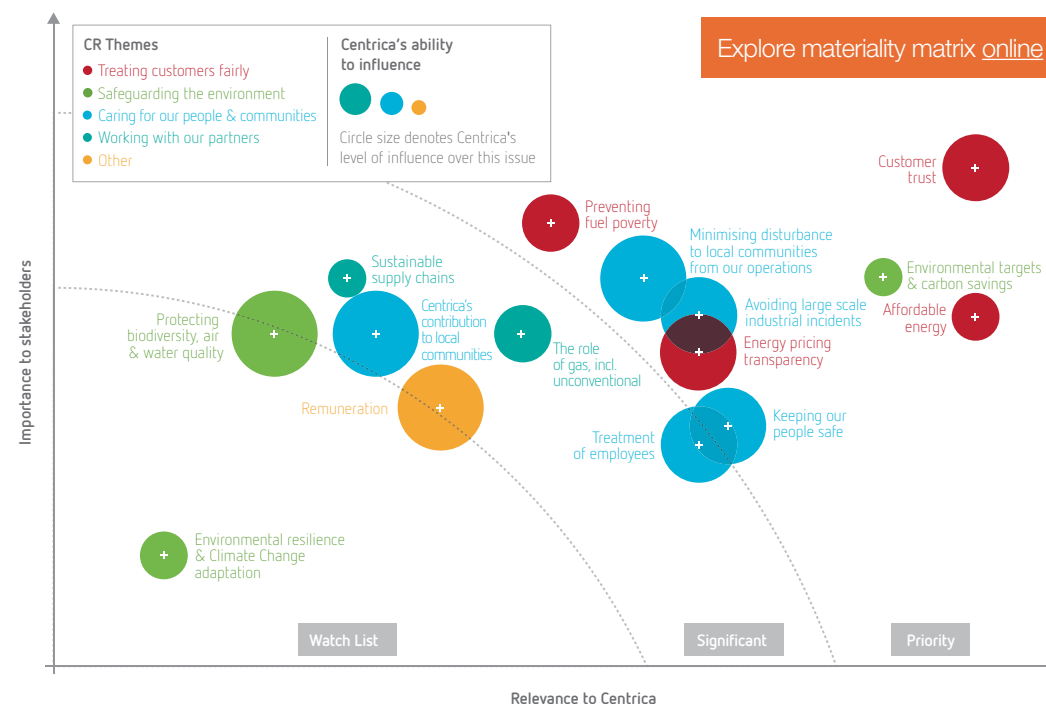 CR Themes
Treating customers fairly
Safeguarding the environment
Caring for our people & communities
Working with our partners
Other
Centrica's ability
to influence
Circle size denotes Centrica's
level of influence over this issue
Explore materiality matrix online
Customer
trust
Preventing
fuel poverty
Minimising disturbance
to local communities
from our operations
Sustainable
supply chains
Environmental targets
& carbon savings
Protecting
biodiversity, air
& water quality
Centrica's
contribution
to local
communities
The role
of gas, incl.
unconventional
Avoiding large scale
industrial incidents
Affordable
energy
Energy pricing
transparency
Remuneration
Keeping our
people safe
Treatment
of employees
Environmental resilience
& Climate Change
adaptation
Watch List
Significant
Priority
Importance to stakeholders
Relevance to Centrica